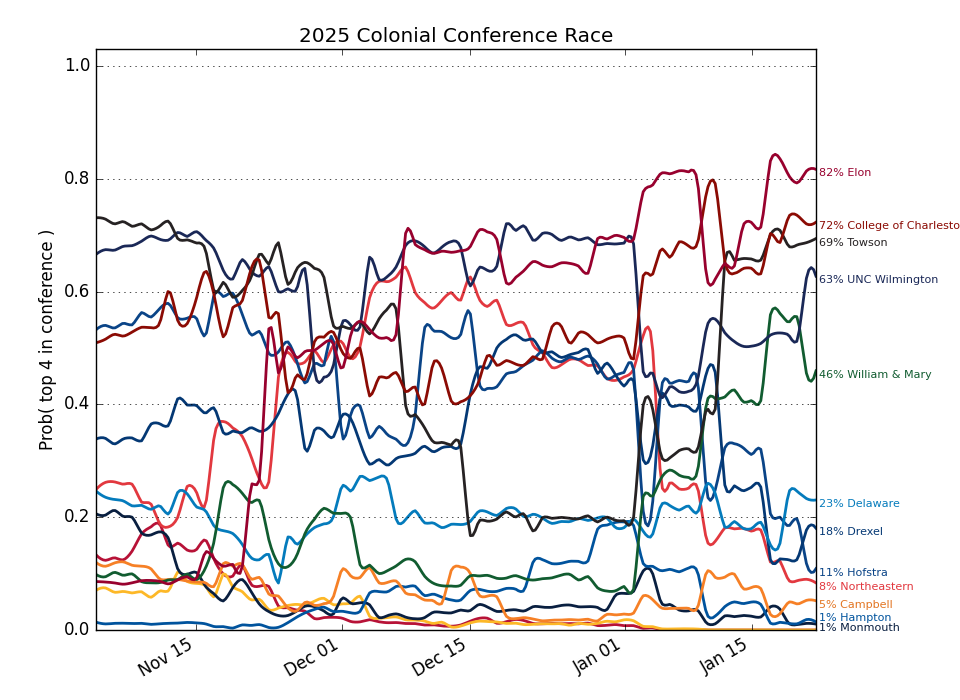 2025 Colonial Conference Race
Prob( top 4 in conference )
1.0
0.8
0.6
0.4
0.2
0.0
Nov 15
Dec 01
Dec 15
Jan 01
Jan 15
82% Elon
72% College of Charlesto
69% Towson
63% UNC Wilmington
46% William & Mary
23% Delaware
18% Drexel
11% Hofstra
8% Northeastern
5% Campbell
1% Hampton
1% Monmouth